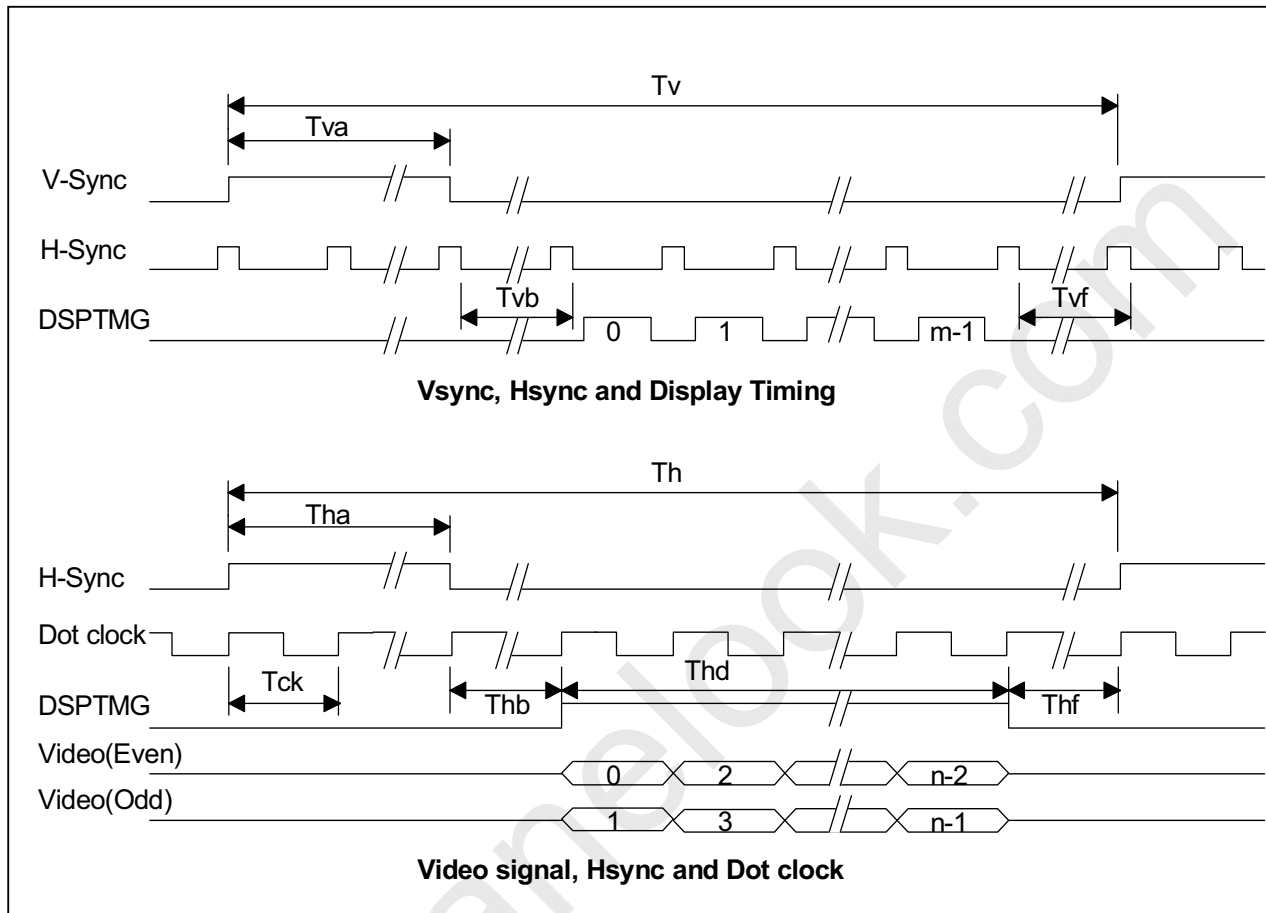 Tv
Tva
V-Sync
H-Sync
Tvb
Tvf
DSPTMG
0 1 m-1
Vsync, Hsync and Display Timing
Th
Tha
H-Sync
Dot clock
Tck
Thb
Thd
Thf
DSPTMG
Video(Even)
0 2 n-2
Video(Odd)
1 3 n-1
Video signal, Hsync and Dot clock
anelook.com